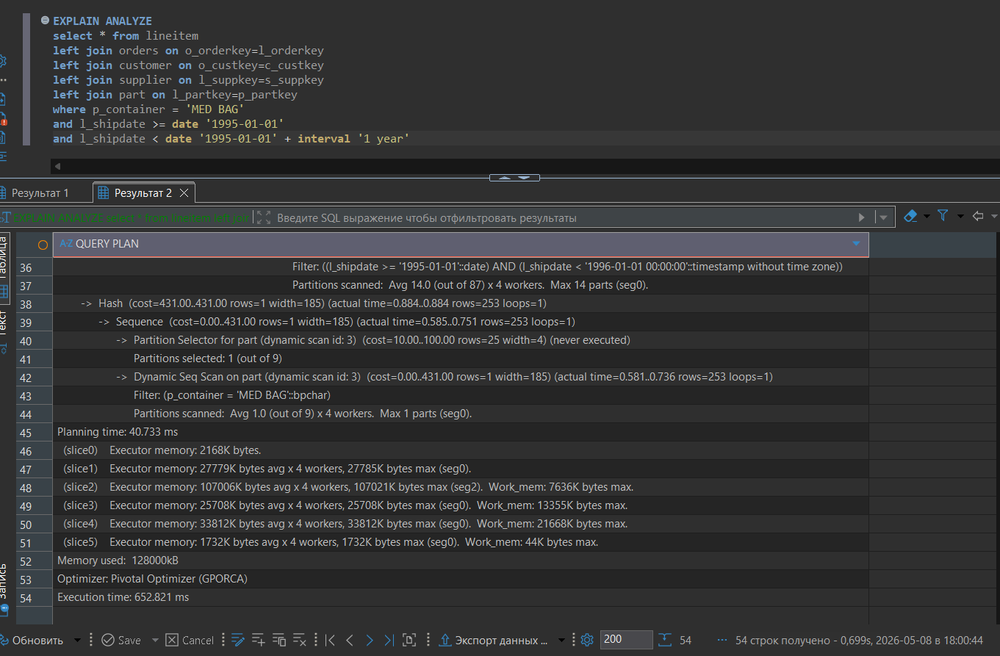 EXPLAIN ANALYZE
select * from lineitem
left join orders on o_orderkey=l_orderkey
left join customer on o_custkey=c_custkey
left join supplier on l_suppkey=s_suppkey
left join part on l_partkey=p_partkey
where p_container = 'MED BAG'
and l_shipdate >= date '1995-01-01'
and l_shipdate < date '1995-01-01' + interval '1 year'
Результат 1
Результат 2
EXPLAIN ANALYZE select * from lineitem left join
Введите SQL выражение чтобы отфильтровать результаты
Таблица
Текст
Запись
A-Z QUERY PLAN
36 Filter: ((l_shipdate >= '1995-01-01'::date) AND (l_shipdate < '1996-01-01 00:00:00'::timestamp without time zone))
37 Partitions scanned: Avg 14.0 (out of 87) x 4 workers. Max 14 parts (seg0).
38 -> Hash (cost=431.00..431.00 rows=1 width=185) (actual time=0.884..0.884 rows=253 loops=1)
39 -> Sequence (cost=0.00..431.00 rows=1 width=185) (actual time=0.585..0.751 rows=253 loops=1)
40 -> Partition Selector for part (dynamic scan id: 3) (cost=10.00..100.00 rows=25 width=4) (never executed)
41 Partitions selected: 1 (out of 9)
42 -> Dynamic Seq Scan on part (dynamic scan id: 3) (cost=0.00..431.00 rows=1 width=185) (actual time=0.581..0.736 rows=253 loops=1)
43 Filter: (p_container = 'MED BAG'::bpchar)
44 Partitions scanned: Avg 1.0 (out of 9) x 4 workers. Max 1 parts (seg0).
45 Planning time: 40.733 ms
46 (slice0) Executor memory: 2168K bytes.
47 (slice1) Executor memory: 27779K bytes avg x 4 workers, 27785K bytes max (seg0).
48 (slice2) Executor memory: 107006K bytes avg x 4 workers, 107021K bytes max (seg2). Work_mem: 7636K bytes max.
49 (slice3) Executor memory: 25708K bytes avg x 4 workers, 25708K bytes max (seg0). Work_mem: 13355K bytes max.
50 (slice4) Executor memory: 33812K bytes avg x 4 workers, 33812K bytes max (seg0). Work_mem: 21668K bytes max.
51 (slice5) Executor memory: 1732K bytes avg x 4 workers, 1732K bytes max (seg0). Work_mem: 44K bytes max.
52 Memory used: 128000kB
53 Optimizer: Pivotal Optimizer (GPORCA)
54 Execution time: 652.821 ms
Обновить Save Cancel Экспорт данных ... 200 54 ... 54 строк получено - 0,699s, 2026-05-08 в 18:00:44